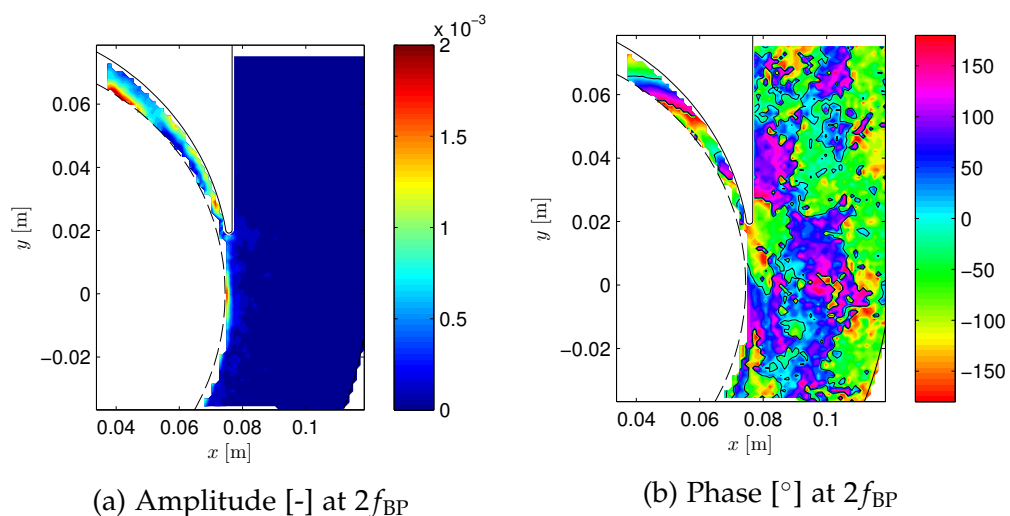 x 10⁻³
2
1.5
1
0.5
0
0.06
0.04
0.02
0
−0.02
y [m]
0.04 0.06 0.08 0.1
x [m]
(a) Amplitude [-] at 2f_BP
150
100
50
0
−50
−100
−150
0.06
0.04
0.02
0
−0.02
y [m]
0.04 0.06 0.08 0.1
x [m]
(b) Phase [°] at 2f_BP